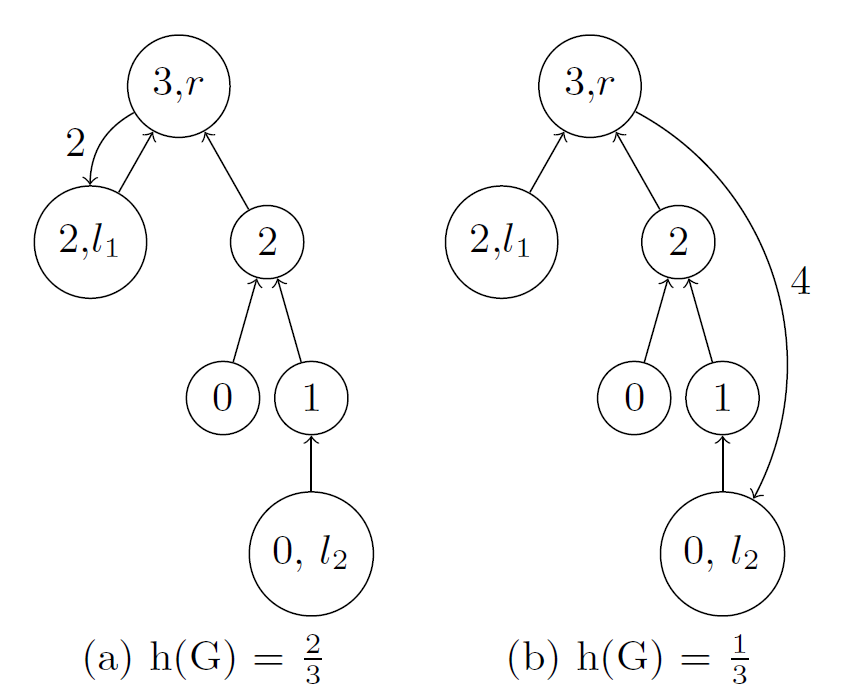 3,r
3,r
2
2,l₁
2
2,l₁
2
4
0
1
0
1
0, l₂
0, l₂
(a) h(G) = 2/3
(b) h(G) = 1/3